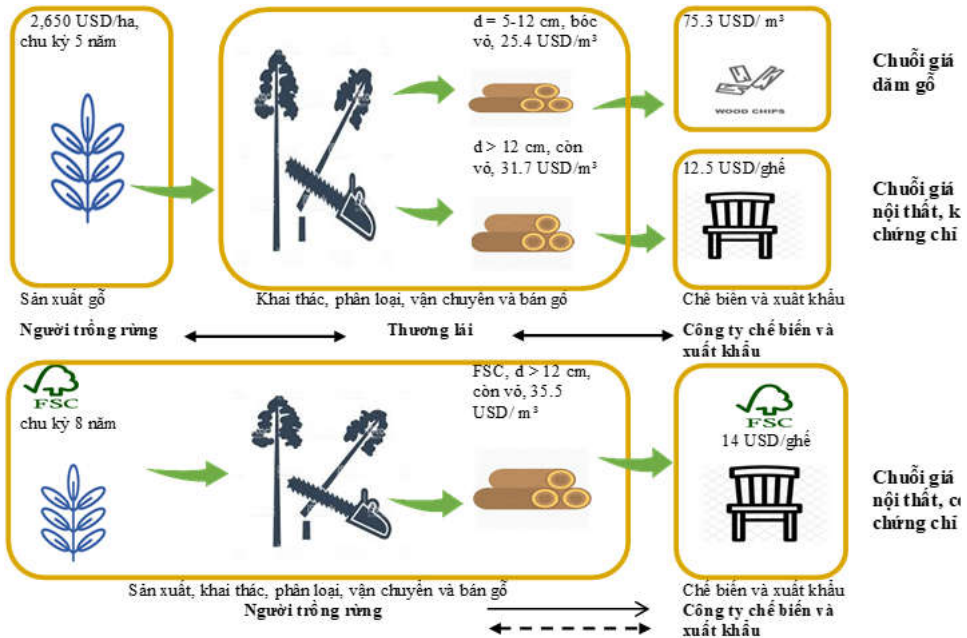 2,650 USD/ha,
chu kỳ 5 năm
d = 5-12 cm, bóc
vỏ, 25.4 USD/m³
75.3 USD/ m³
WOOD CHIPS
Chuỗi giá
dăm gỗ
d > 12 cm, còn
vỏ, 31.7 USD/m³
12.5 USD/ghế
Chuỗi giá
nội thất, k
chứng chỉ
Sản xuất gỗ
Khai thác, phân loại, vận chuyển và bán gỗ
Chế biến và xuất khẩu
Người trồng rừng
Thương lái
Công ty chế biến và
xuất khẩu
FSC
chu kỳ 8 năm
FSC, d > 12 cm,
còn vỏ, 35.5
USD/ m³
FSC
14 USD/ghế
Chuỗi giá
nội thất, c
chứng chỉ
Sản xuất, khai thác, phân loại, vận chuyển và bán gỗ
Người trồng rừng
Chế biến và xuất khẩu
Công ty chế biến và
xuất khẩu